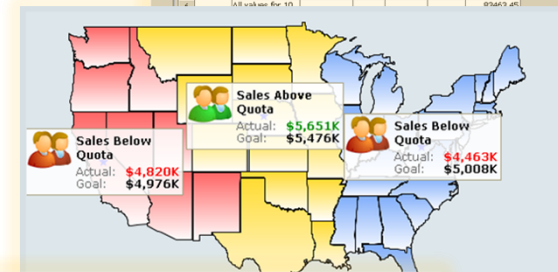 All values for 10
83463.45
Sales Above
Quota
Actual: $5,651K
Goal: $5,476K
Sales Below
Quota
Actual: $4,820K
Goal: $4,976K
Sales Below
Quota
Actual: $4,463K
Goal: $5,008K